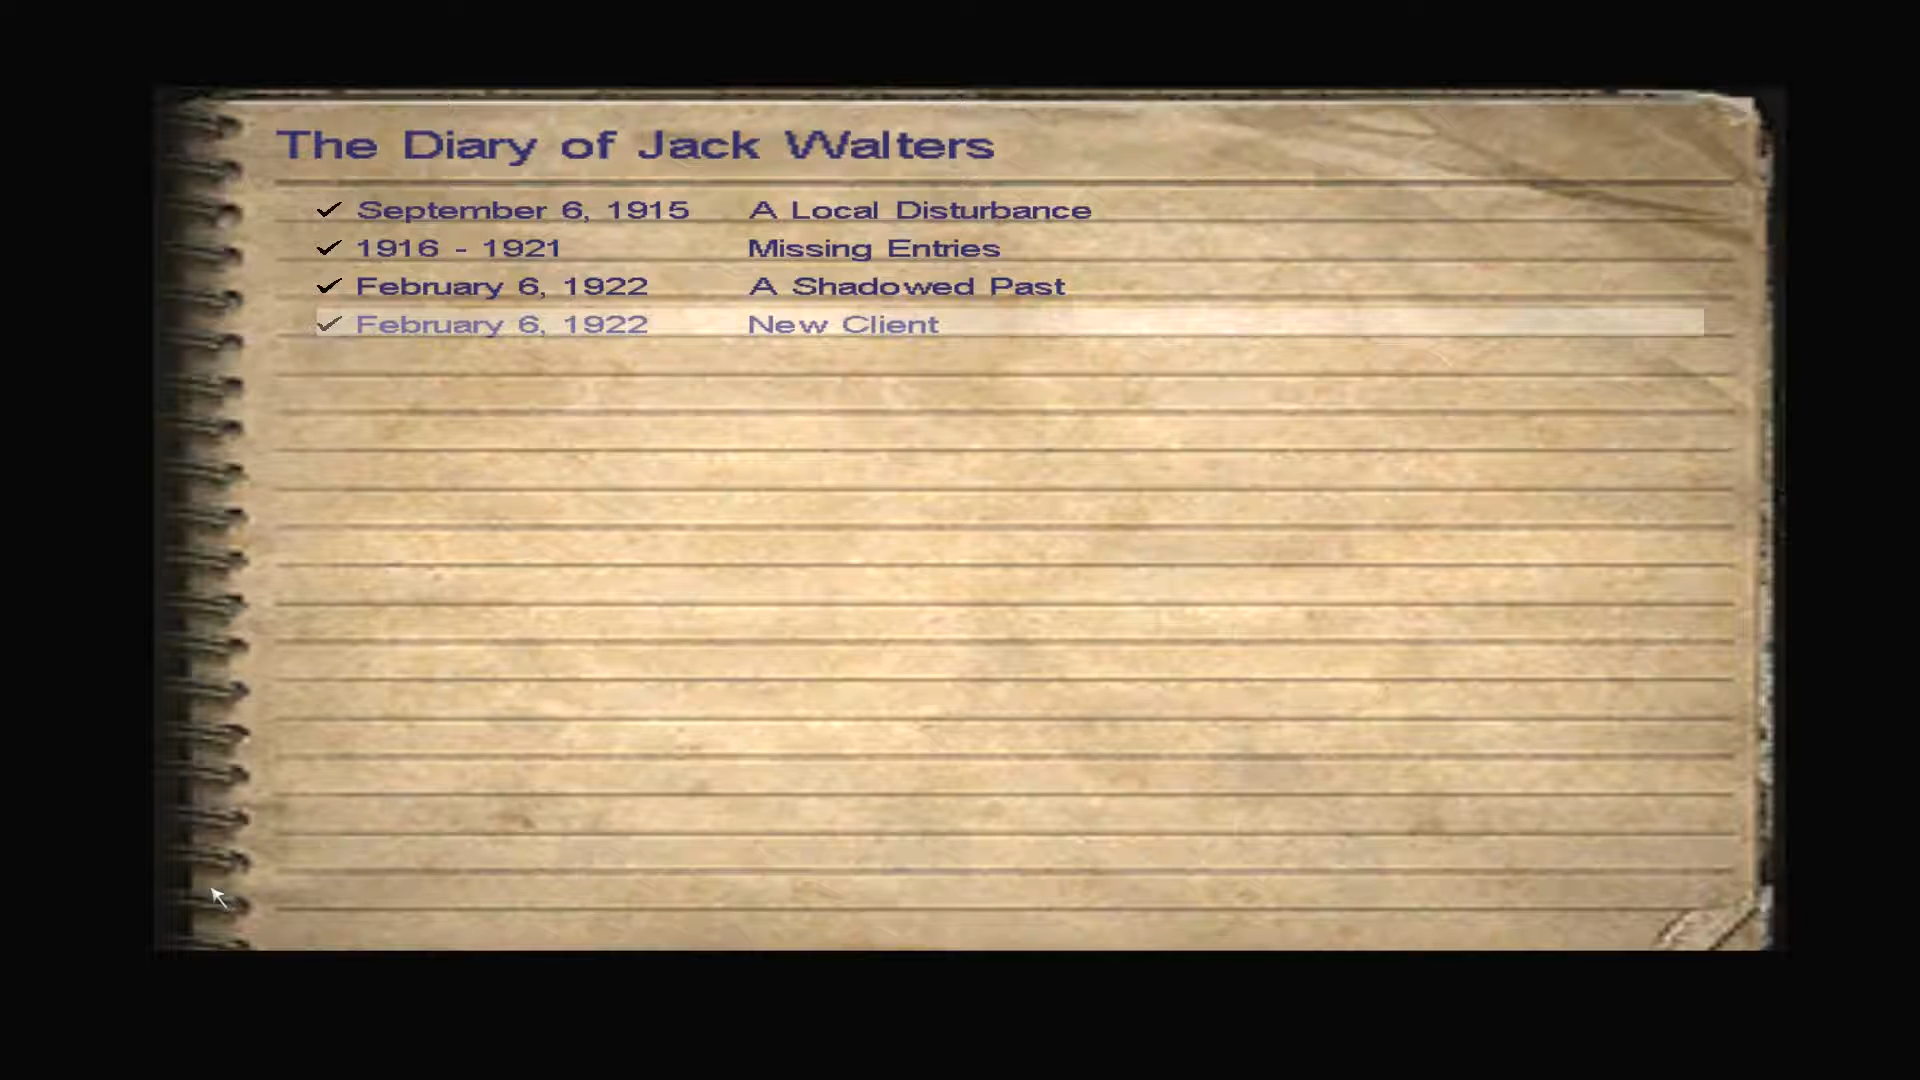 The Diary of Jack Walters
✓ September 6, 1915 A Local Disturbance
✓ 1916 - 1921 Missing Entries
✓ February 6, 1922 A Shadowed Past
✓ February 6, 1922 New Client